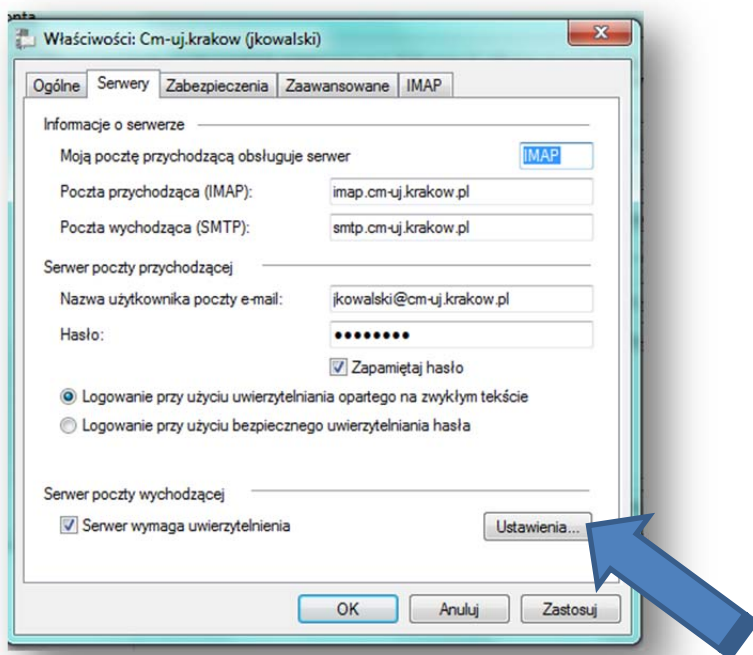 Właściwości: Cm-uj.krakow (jkowalski)
Ogólne Serwery Zabezpieczenia Zaawansowane IMAP
Informacje o serwerze
Moją pocztę przychodzącą obsługuje serwer IMAP
Poczta przychodząca (IMAP): imap.cm-uj.krakow.pl
Poczta wychodząca (SMTP): smtp.cm-uj.krakow.pl
Serwer poczty przychodzącej
Nazwa użytkownika poczty e-mail: jkowalski@cm-uj.krakow.pl
Hasło: ●●●●●●●●
Zapamiętaj hasło
Logowanie przy użyciu uwierzytelniania opartego na zwykłym tekście
Logowanie przy użyciu bezpiecznego uwierzytelniania hasła
Serwer poczty wychodzącej
Serwer wymaga uwierzytelnienia Ustawienia...
OK Anuluj Zastosuj